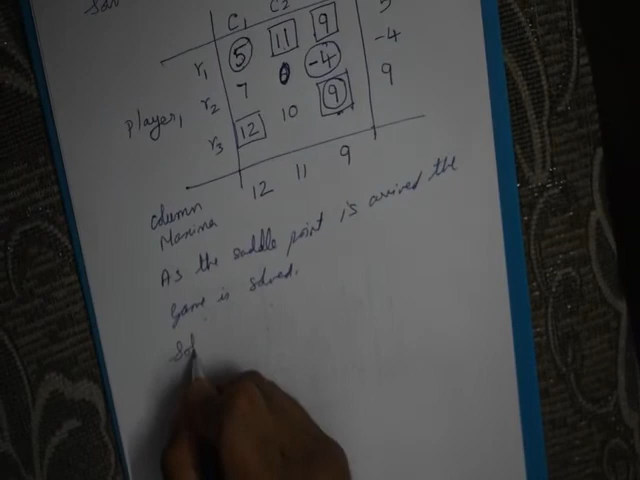 C1 C2
r1 5 11 9 5
r2 7 0 -4 -4
Player1
r3 12 10 9 9
12 11 9
Column
Maxima
As the saddle point is arrived the
game is solved.
Sol